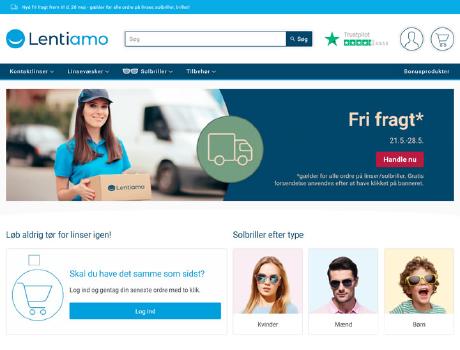 Nyd fri fragt frem til d. 28 maj - gælder for alle ordre på linser, solbriller, briller!
Lentiamo
Søg
Søg
Trustpilot
Kontaktlinser
Linsevæsker
Solbriller
Tilbehør
Bonusprodukter
Fri fragt*
21.5.-28.5.
Handle nu
*gælder for alle ordre på linser/solbriller. Gratis
forsendelse anvendes efter at have klikket på banneret.
Lentiamo
Løb aldrig tør for linser igen!
Solbriller efter type
Skal du have det samme som sidst?
Log ind og gentag din seneste ordre med to klik.
Log ind
Kvinder
Mænd
Børn